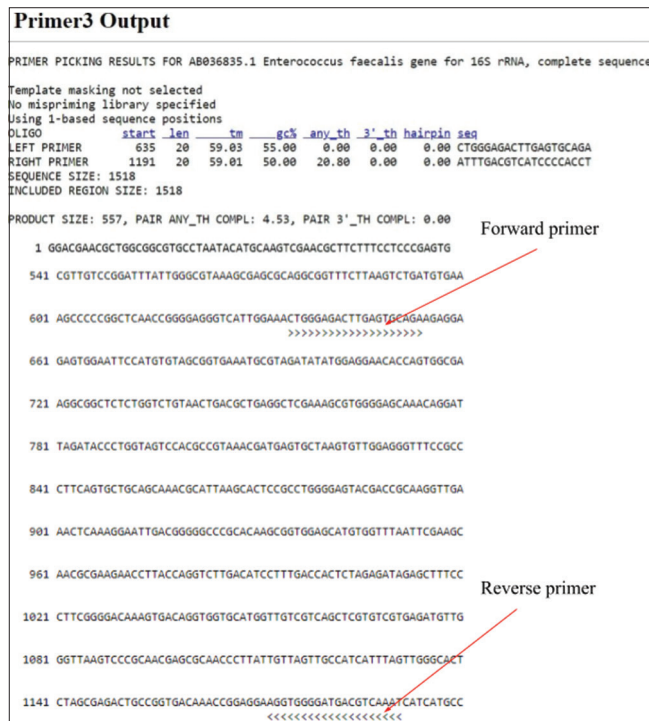 Primer3 Output
PRIMER PICKING RESULTS FOR AB036835.1 Enterococcus faecalis gene for 16S rRNA, complete sequence
Template masking not selected
No mispriming library specified
Using 1-based sequence positions
OLIGO start len tm gc% any_th 3'_th hairpin seq
LEFT PRIMER 635 20 59.03 55.00 0.00 0.00 0.00 CTGGGAGACTTGAGTGCAGA
RIGHT PRIMER 1191 20 59.01 50.00 20.80 0.00 0.00 ATTTGACGTCATCCCCACCT
SEQUENCE SIZE: 1518
INCLUDED REGION SIZE: 1518
PRODUCT SIZE: 557, PAIR ANY_TH COMPL: 4.53, PAIR 3'_TH COMPL: 0.00
Forward primer
1 GGACGAACGCTGGCGGCGTGCCTAATACATGCAAGTCGAACGCTTCTTTCCTCCCGAGTG
541 CGTTGTCCGGATTTATTGGGCGTAAAGCGAGCGCAGGCGGTTTCTTAAGTCTGATGTGAA
601 AGCCCCCGGCTCAACCGGGGAGGGTCATTGGAAACTGGGAGACTTGAGTGCAGAAGAGGA
>>>>>>>>>>>>>>>>>>>>
661 GAGTGGAATTCCATGTGTAGCGGTGAAATGCGTAGATATATGGAGGAACACCAGTGGCGA
721 AGGCGGCTCTCTGGTCTGTAACTGACGCTGAGGCTCGAAAGCGTGGGGAGCAAACAGGAT
781 TAGATACCCTGGTAGTCCACGCCGTAAACGATGAGTGCTAAGTGTTGGAGGGTTTCCGCC
841 CTTCAGTGCTGCAGCAAACGCATTAAGCACTCCGCCTGGGGAGTACGACCGCAAGGTTGA
901 AACTCAAAGGAATTGACGGGGGCCCGCACAAGCGGTGGAGCATGTGGTTTAATTCGAAGC
961 AACGCGAAGAACCTTACCAGGTCTTGACATCCTTTGACCACTCTAGAGATAGAGCTTTCC
Reverse primer
1021 CTTCGGGGACAAAGTGACAGGTGGTGCATGGTTGTCGTCAGCTCGTGTCGTGAGATGTTG
1081 GGTTAAGTCCCGCAACGAGCGCAACCCTTATTGTTAGTTGCCATCATTTAGTTGGGCACT
1141 CTAGCGAGACTGCCGGTGACAAACCGGAGGAAGGTGGGGATGACGTCAAATCATCATGCC
<<<<<<<<<<<<<<<<<<<<